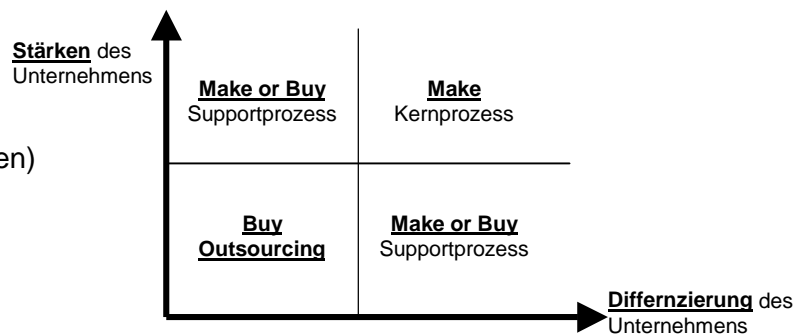 Stärken des
Unternehmens
Make or Buy
Supportprozess
Make
Kernprozess
en)
Buy
Outsourcing
Make or Buy
Supportprozess
Differnzierung des
Unternehmens